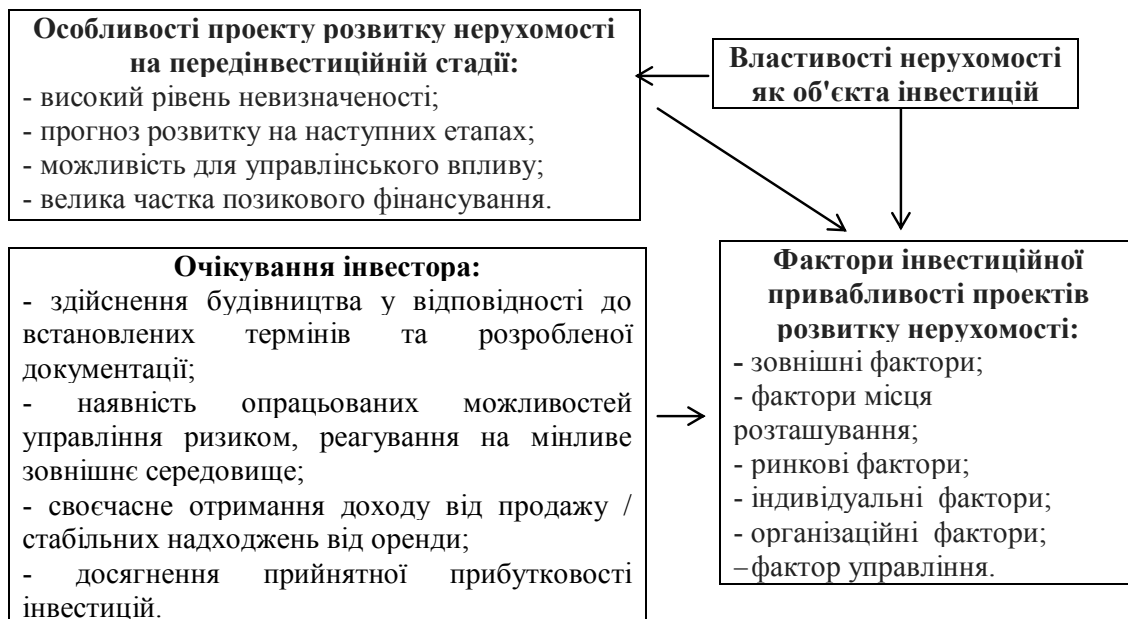 Особливості проекту розвитку нерухомості
на передінвестиційній стадії:
- високий рівень невизначеності;
- прогноз розвитку на наступних етапах;
- можливість для управлінського впливу;
- велика частка позикового фінансування.
Властивості нерухомості
як об'єкта інвестицій
Очікування інвестора:
- здійснення будівництва у відповідності до
встановлених термінів та розробленої
документації;
- наявність опрацьованих можливостей
управління ризиком, реагування на мінливе
зовнішнє середовище;
- своєчасне отримання доходу від продажу /
стабільних надходжень від оренди;
- досягнення прийнятної прибутковості
інвестицій.
Фактори інвестиційної
привабливості проектів
розвитку нерухомості:
- зовнішні фактори;
- фактори місця
розташування;
- ринкові фактори;
- індивідуальні фактори;
- організаційні фактори;
–фактор управління.